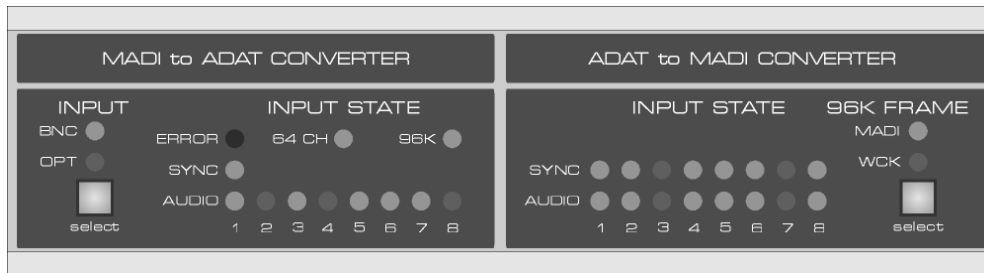 MADI to ADAT CONVERTER
INPUT
BNC
OPT
select
INPUT STATE
ERROR 64 CH 96K
SYNC
AUDIO
1 2 3 4 5 6 7 8
ADAT to MADI CONVERTER
INPUT STATE
SYNC
AUDIO
1 2 3 4 5 6 7 8
96K FRAME
MADI
WCK
select